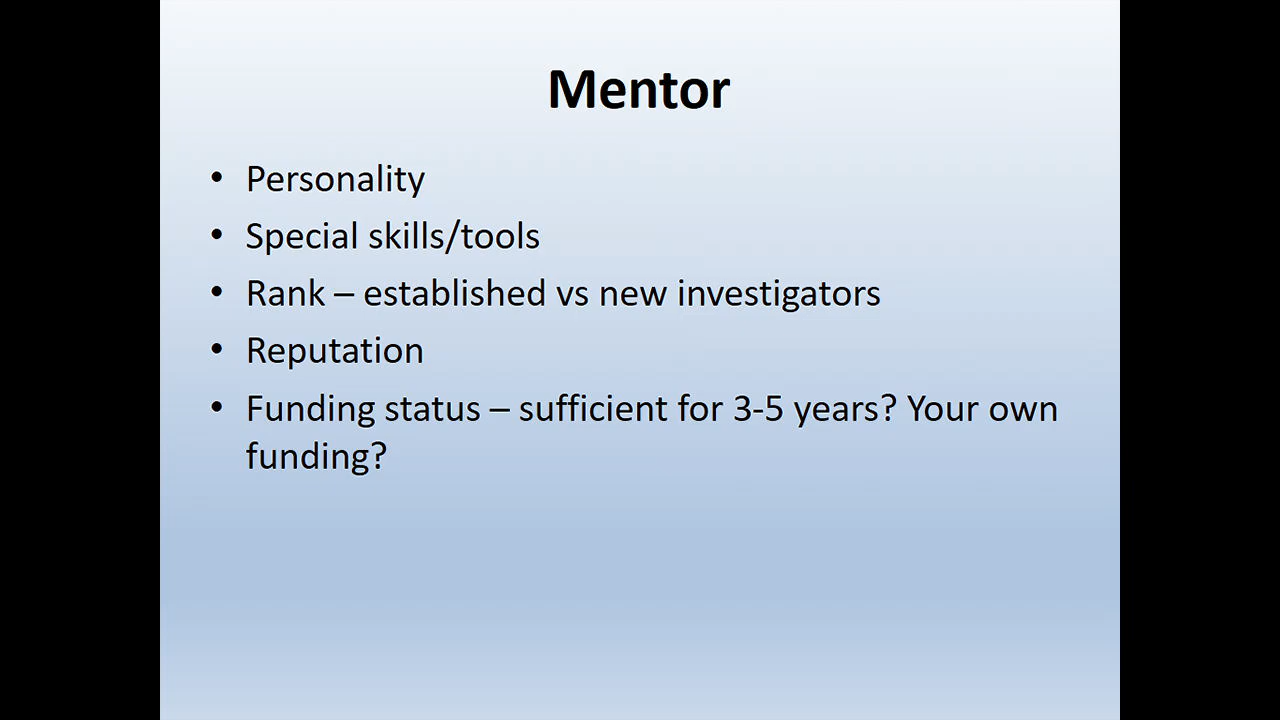 Mentor
• Personality
• Special skills/tools
• Rank – established vs new investigators
• Reputation
• Funding status – sufficient for 3-5 years? Your own
funding?